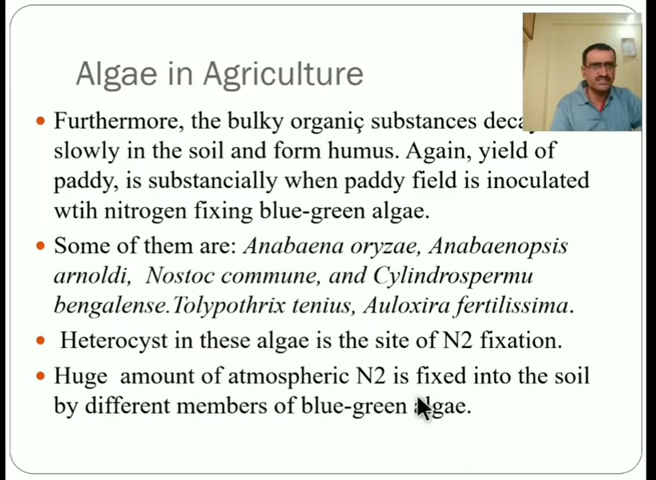 Algae in Agriculture
• Furthermore, the bulky organiç substances deca
slowly in the soil and form humus. Again, yield of
paddy, is substancially when paddy field is inoculated
wtih nitrogen fixing blue-green algae.
• Some of them are: Anabaena oryzae, Anabaenopsis
arnoldi, Nostoc commune, and Cylindrospermu
bengalense.Tolypothrix tenius, Auloxira fertilissima.
• Heterocyst in these algae is the site of N2 fixation.
• Huge amount of atmospheric N2 is fixed into the soil
by different members of blue-green algae.